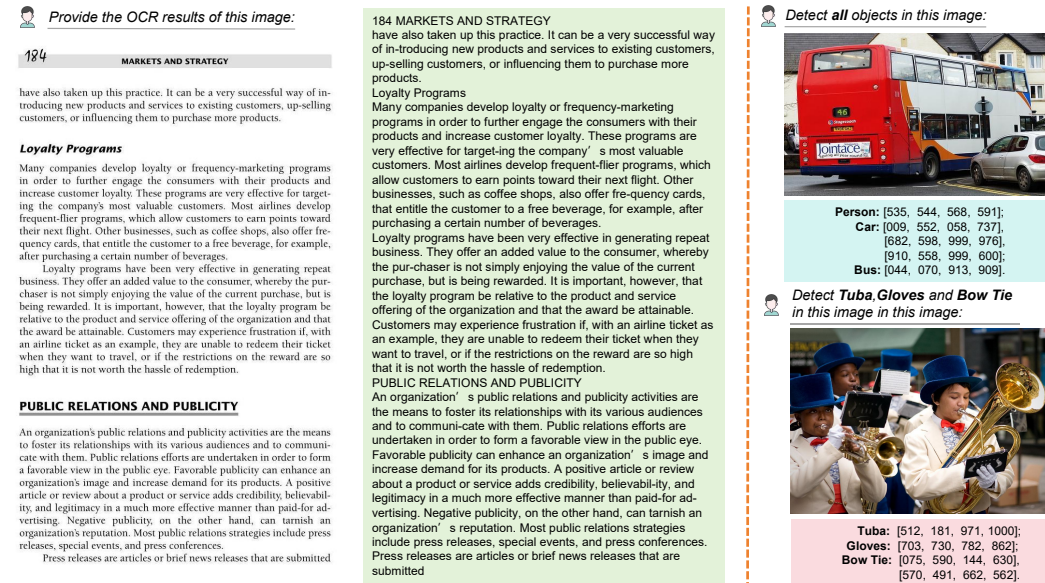 Provide the OCR results of this image:
184
MARKETS AND STRATEGY
have also taken up this practice. It can be a very successful way of in-
troducing new products and services to existing customers, up-selling
customers, or influencing them to purchase more products.
Loyalty Programs
Many companies develop loyalty or frequency-marketing programs
in order to further engage the consumers with their products and
increase customer loyalty. These programs are very effective for target-
ing the company's most valuable customers. Most airlines develop
frequent-flier programs, which allow customers to earn points toward
their next flight. Other businesses, such as coffee shops, also offer fre-
quency cards, that entitle the customer to a free beverage, for example,
after purchasing a certain number of beverages.
Loyalty programs have been very effective in generating repeat
business. They offer an added value to the consumer, whereby the pur-
chaser is not simply enjoying the value of the current purchase, but is
being rewarded. It is important, however, that the loyalty program be
relative to the product and service offering of the organization and that
the award be attainable. Customers may experience frustration if, with
an airline ticket as an example, they are unable to redeem their ticket
when they want to travel, or if the restrictions on the reward are so
high that it is not worth the hassle of redemption.
PUBLIC RELATIONS AND PUBLICITY
An organization's public relations and publicity activities are the means
to foster its relationships with its various audiences and to communi-
cate with them. Public relations efforts are undertaken in order to form
a favorable view in the public eye. Favorable publicity can enhance an
organization's image and increase demand for its products. A positive
article or review about a product or service adds credibility, believabil-
ity, and legitimacy in a much more effective manner than paid-for ad-
vertising. Negative publicity, on the other hand, can tarnish an
organization's reputation. Most public relations strategies include press
releases, special events, and press conferences.
Press releases are articles or brief news releases that are submitted
184 MARKETS AND STRATEGY
have also taken up this practice. It can be a very successful way
of in-troducing new products and services to existing customers,
up-selling customers, or influencing them to purchase more
products.
Loyalty Programs
Many companies develop loyalty or frequency-marketing
programs in order to further engage the consumers with their
products and increase customer loyalty. These programs are
very effective for target-ing the company' s most valuable
customers. Most airlines develop frequent-flier programs, which
allow customers to earn points toward their next flight. Other
businesses, such as coffee shops, also offer fre-quency cards,
that entitle the customer to a free beverage, for example, after
purchasing a certain number of beverages.
Loyalty programs have been very effective in generating repeat
business. They offer an added value to the consumer, whereby
the pur-chaser is not simply enjoying the value of the current
purchase, but is being rewarded. It is important, however, that
the loyalty program be relative to the product and service
offering of the organization and that the award be attainable.
Customers may experience frustration if, with an airline ticket as
an example, they are unable to redeem their ticket when they
want to travel, or if the restrictions on the reward are so high
that it is not worth the hassle of redemption.
PUBLIC RELATIONS AND PUBLICITY
An organization' s public relations and publicity activities are
the means to foster its relationships with its various audiences
and to communi-cate with them. Public relations efforts are
undertaken in order to form a favorable view in the public eye.
Favorable publicity can enhance an organization' s image and
increase demand for its products. A positive article or review
about a product or service adds credibility, believabil-ity, and
legitimacy in a much more effective manner than paid-for ad-
vertising. Negative publicity, on the other hand, can tarnish an
organization' s reputation. Most public relations strategies
include press releases, special events, and press conferences.
Press releases are articles or brief news releases that are
submitted
Detect all objects in this image:
46
Jointace
Person: [535, 544, 568, 591];
Car: [009, 552, 058, 737],
[682, 598, 999, 976],
[910, 558, 999, 600];
Bus: [044, 070, 913, 909].
Detect Tuba,Gloves and Bow Tie
in this image in this image:
Tuba: [512, 181, 971, 1000];
Gloves: [703, 730, 782, 862];
Bow Tie: [075, 590, 144, 630],
[570, 491, 662, 562].